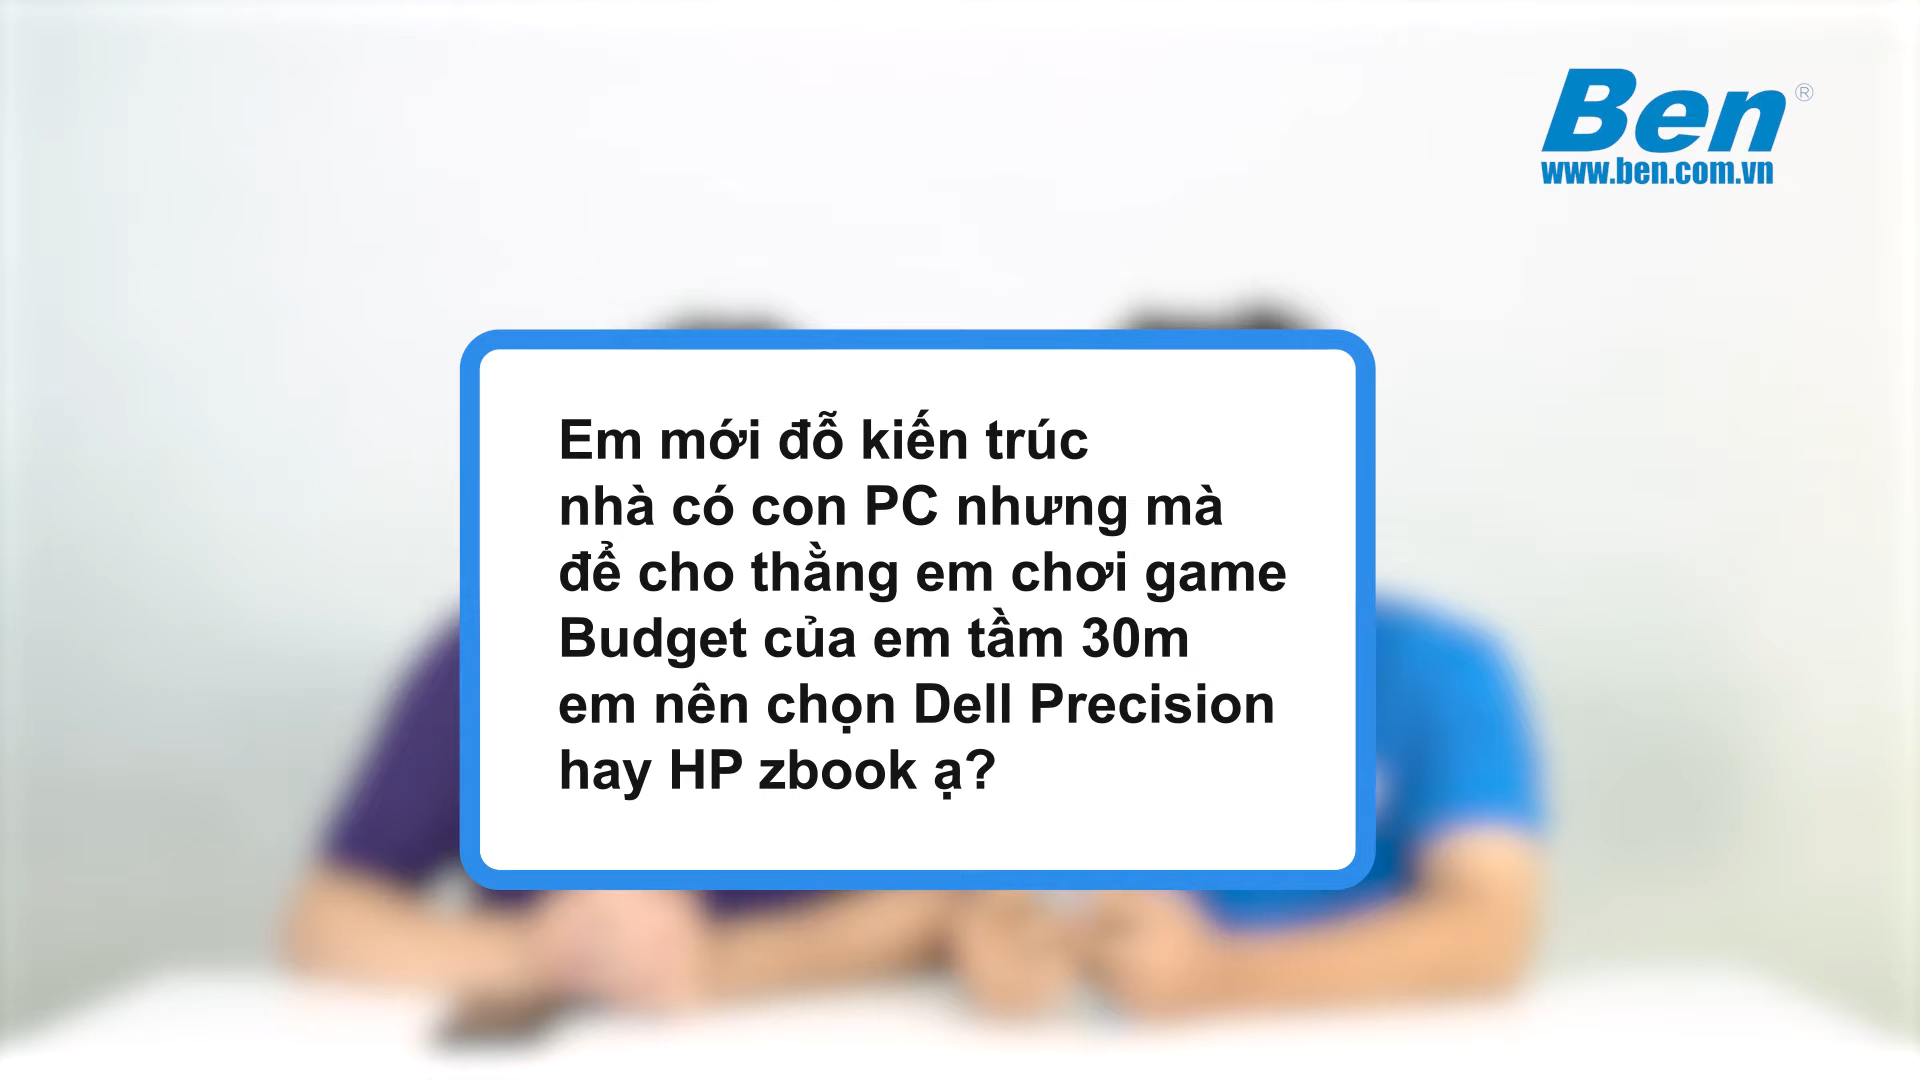 Ben ®
www.ben.com.vn
Em mới đỗ kiến trúc
nhà có con PC nhưng mà
để cho thằng em chơi game
Budget của em tầm 30m
em nên chọn Dell Precision
hay HP zbook ạ?